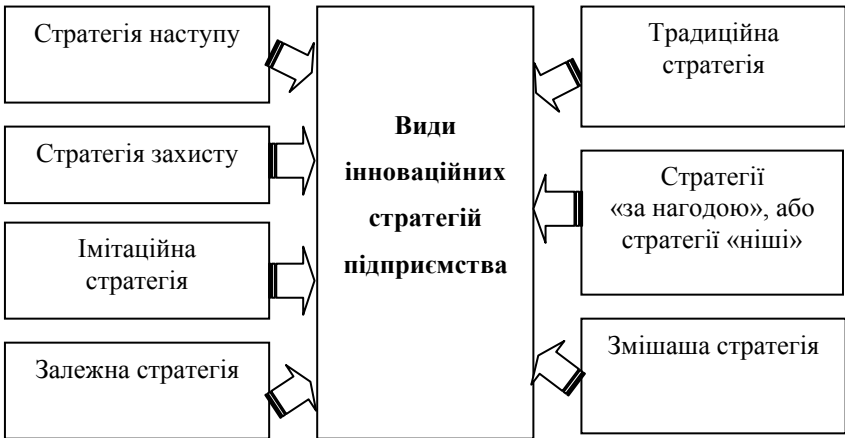 Стратегія наступу
Стратегія захисту
Імітаційна
стратегія
Залежна стратегія
Види
інноваційних
стратегій
підприємства
Традиційна
стратегія
Стратегії
«за нагодою», або
стратегії «ніші»
Змішаша стратегія